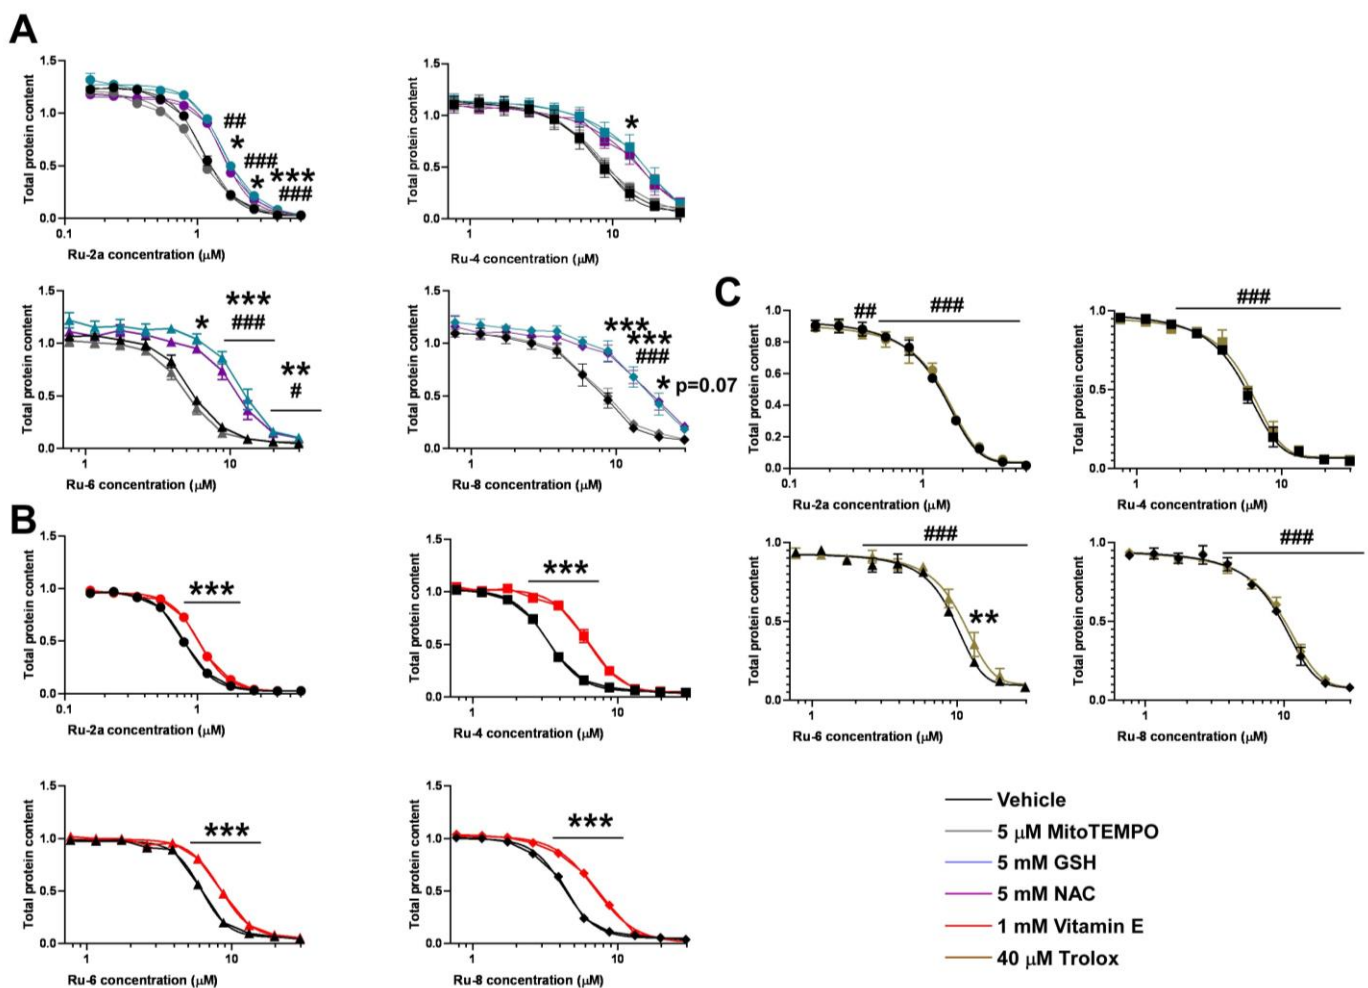 A
1.5
1.0
0.5
0.0
Total protein content
0.1
1
Ru-2a concentration (μM)
##
*
###
*
***
###
1.5
1.0
0.5
0.0
Total protein content
1
10
Ru-4 concentration (μM)
*
1.5
1.0
0.5
0.0
Total protein content
1
10
Ru-6 concentration (μM)
*
***
###
**
#
1.5
1.0
0.5
0.0
Total protein content
1
10
Ru-8 concentration (μM)
***
***
###
* p=0.07
B
1.5
1.0
0.5
0.0
Total protein content
0.1
1
Ru-2a concentration (μM)
***
1.5
1.0
0.5
0.0
Total protein content
1
10
Ru-4 concentration (μM)
***
1.5
1.0
0.5
0.0
Total protein content
1
10
Ru-6 concentration (μM)
***
1.5
1.0
0.5
0.0
Total protein content
1
10
Ru-8 concentration (μM)
***
C
1.0
0.8
0.6
0.4
0.2
0.0
Total protein content
0.1
1
Ru-2a concentration (μM)
##
###
1.0
0.5
0.0
Total protein content
1
10
Ru-4 concentration (μM)
###
1.0
0.5
0.0
Total protein content
1
10
Ru-6 concentration (μM)
###
**
1.0
0.5
0.0
Total protein content
1
10
Ru-8 concentration (μM)
###
Vehicle
5 μM MitoTEMPO
5 mM GSH
5 mM NAC
1 mM Vitamin E
40 μM Trolox